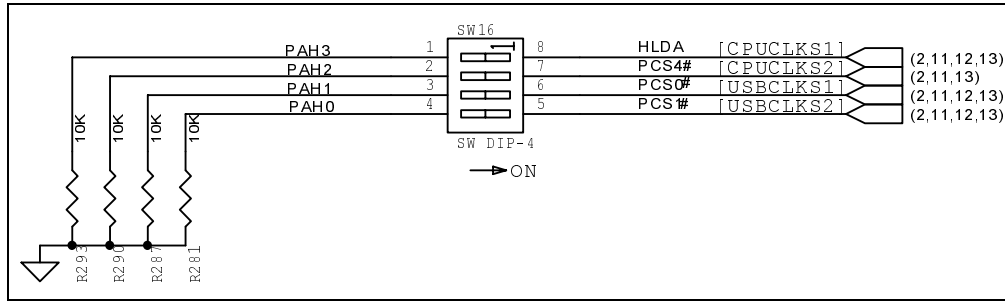 SW16
PAH3 1 8 HLDA [CPUCLKS1] (2,11,12,13)
PAH2 2 7 PCS4# [CPUCLKS2] (2,11,13)
PAH1 3 6 PCS0# [USBCLKS1] (2,11,12,13)
PAH0 4 5 PCS1# [USBCLKS2] (2,11,12,13)
1
10K 10K 10K 10K
SW DIP-4
ON
R293 R290 R287 R281